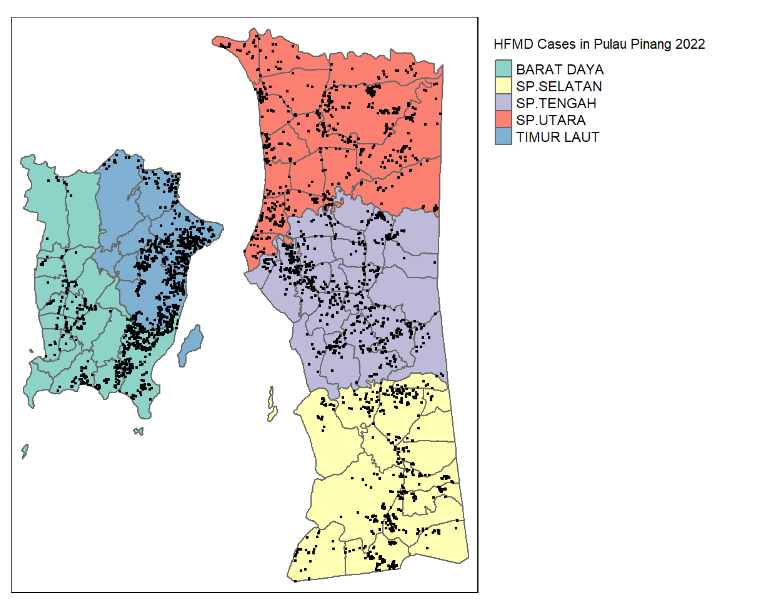 HFMD Cases in Pulau Pinang 2022
BARAT DAYA
SP.SELATAN
SP.TENGAH
SP.UTARA
TIMUR LAUT